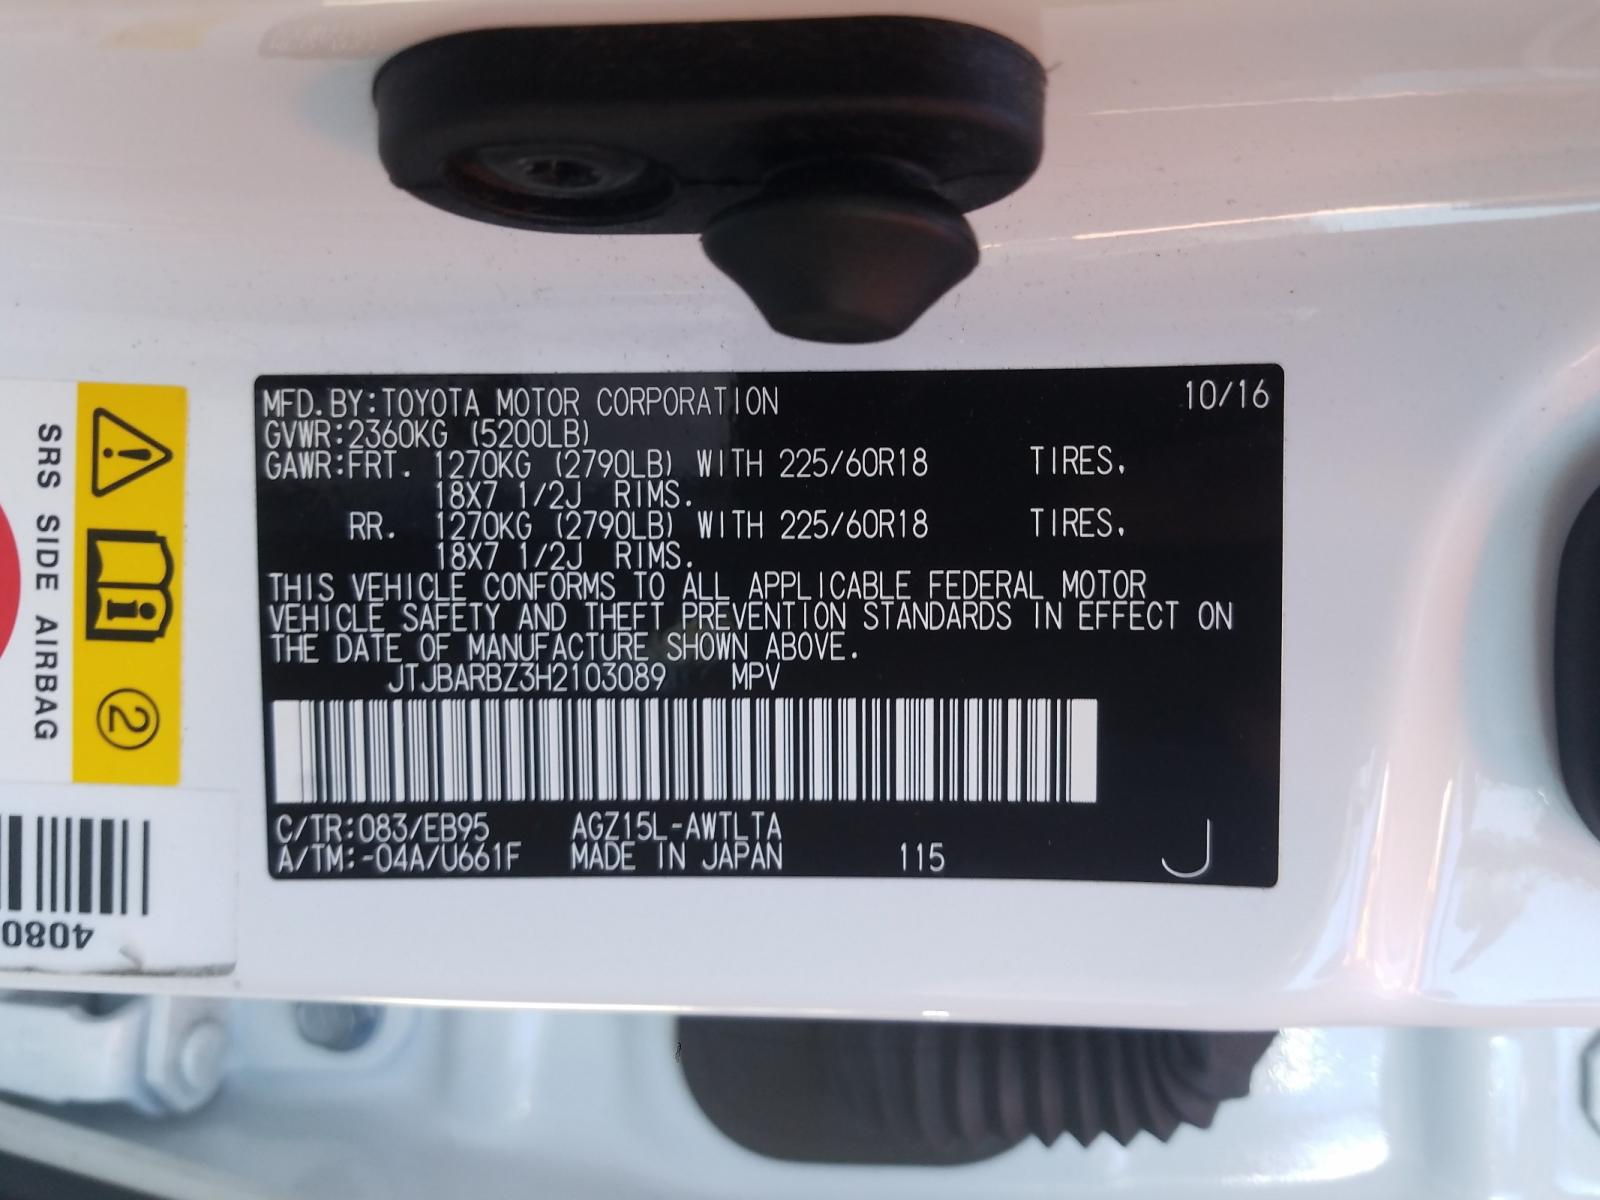 MFD.BY:TOYOTA MOTOR CORPORATION 10/16
GVWR:2360KG (5200LB)
GAWR:FRT. 1270KG (2790LB) WITH 225/60R18 TIRES.
18X7 1/2J RIMS.
RR. 1270KG (2790LB) WITH 225/60R18 TIRES.
18X7 1/2J RIMS.
THIS VEHICLE CONFORMS TO ALL APPLICABLE FEDERAL MOTOR
VEHICLE SAFETY AND THEFT PREVENTION STANDARDS IN EFFECT ON
THE DATE OF MANUFACTURE SHOWN ABOVE.
JTJBARBZ3H2103089 MPV
C/TR:083/EB95 AGZ15L-AWTLTA
A/TM:-04A/U661F MADE IN JAPAN 115 J
SRS SIDE AIRBAG
2
4080